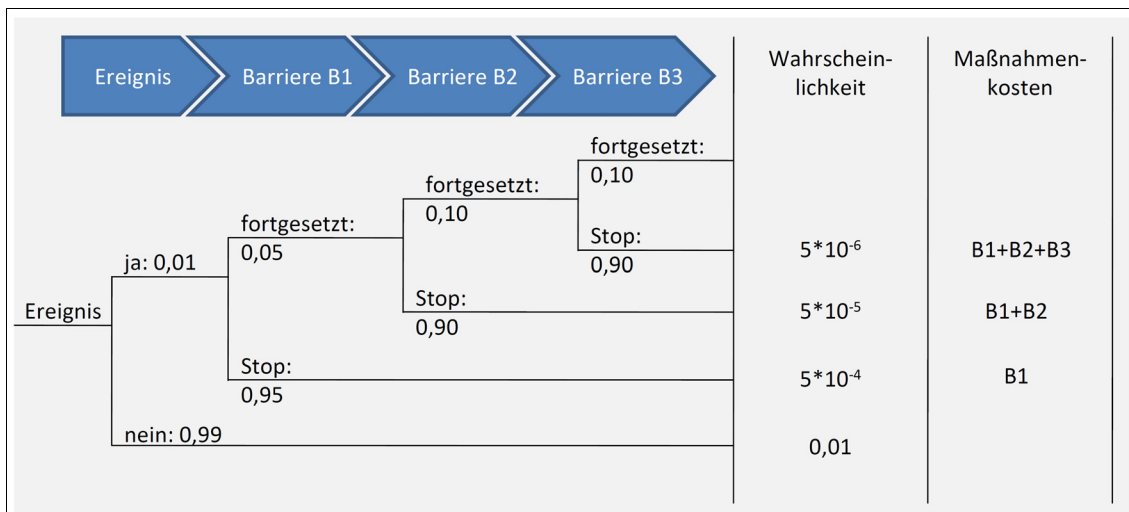 Ereignis
Barriere B1
Barriere B2
Barriere B3
Wahrschein-
lichkeit
Maßnahmen-
kosten
fortgesetzt:
0,10
fortgesetzt:
0,10
fortgesetzt:
0,05
Stop:
0,90
5*10⁻⁶
B1+B2+B3
ja: 0,01
Ereignis
Stop:
0,90
5*10⁻⁵
B1+B2
Stop:
0,95
5*10⁻⁴
B1
nein: 0,99
0,01